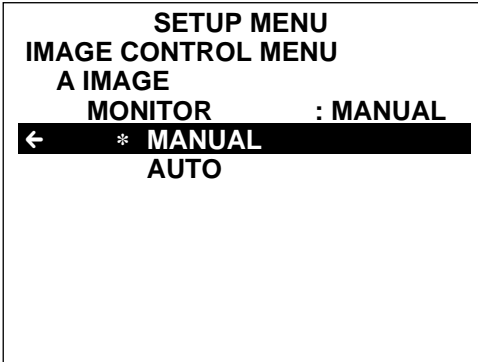 SETUP MENU
IMAGE CONTROL MENU
A IMAGE
MONITOR : MANUAL
← * MANUAL
AUTO